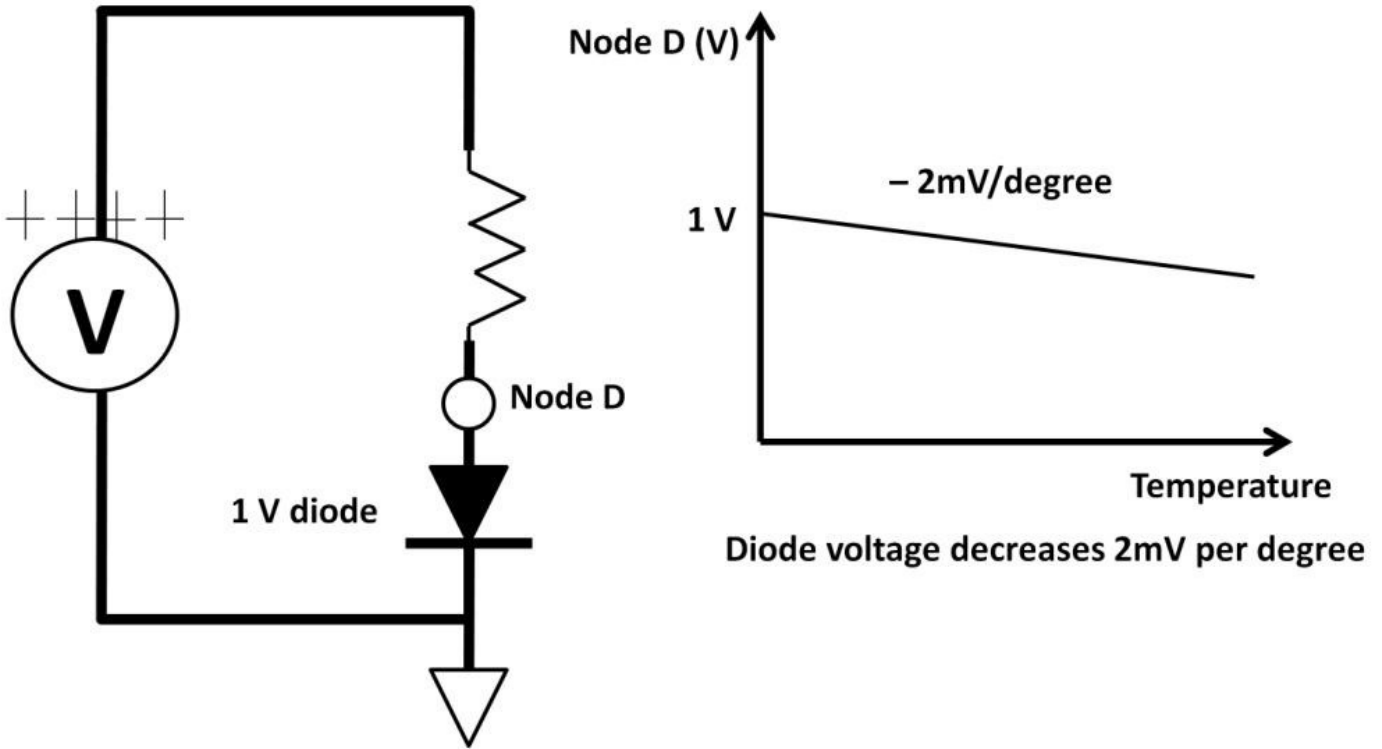 Node D (V)
– 2mV/degree
1 V
V
Node D
1 V diode
Temperature
Diode voltage decreases 2mV per degree